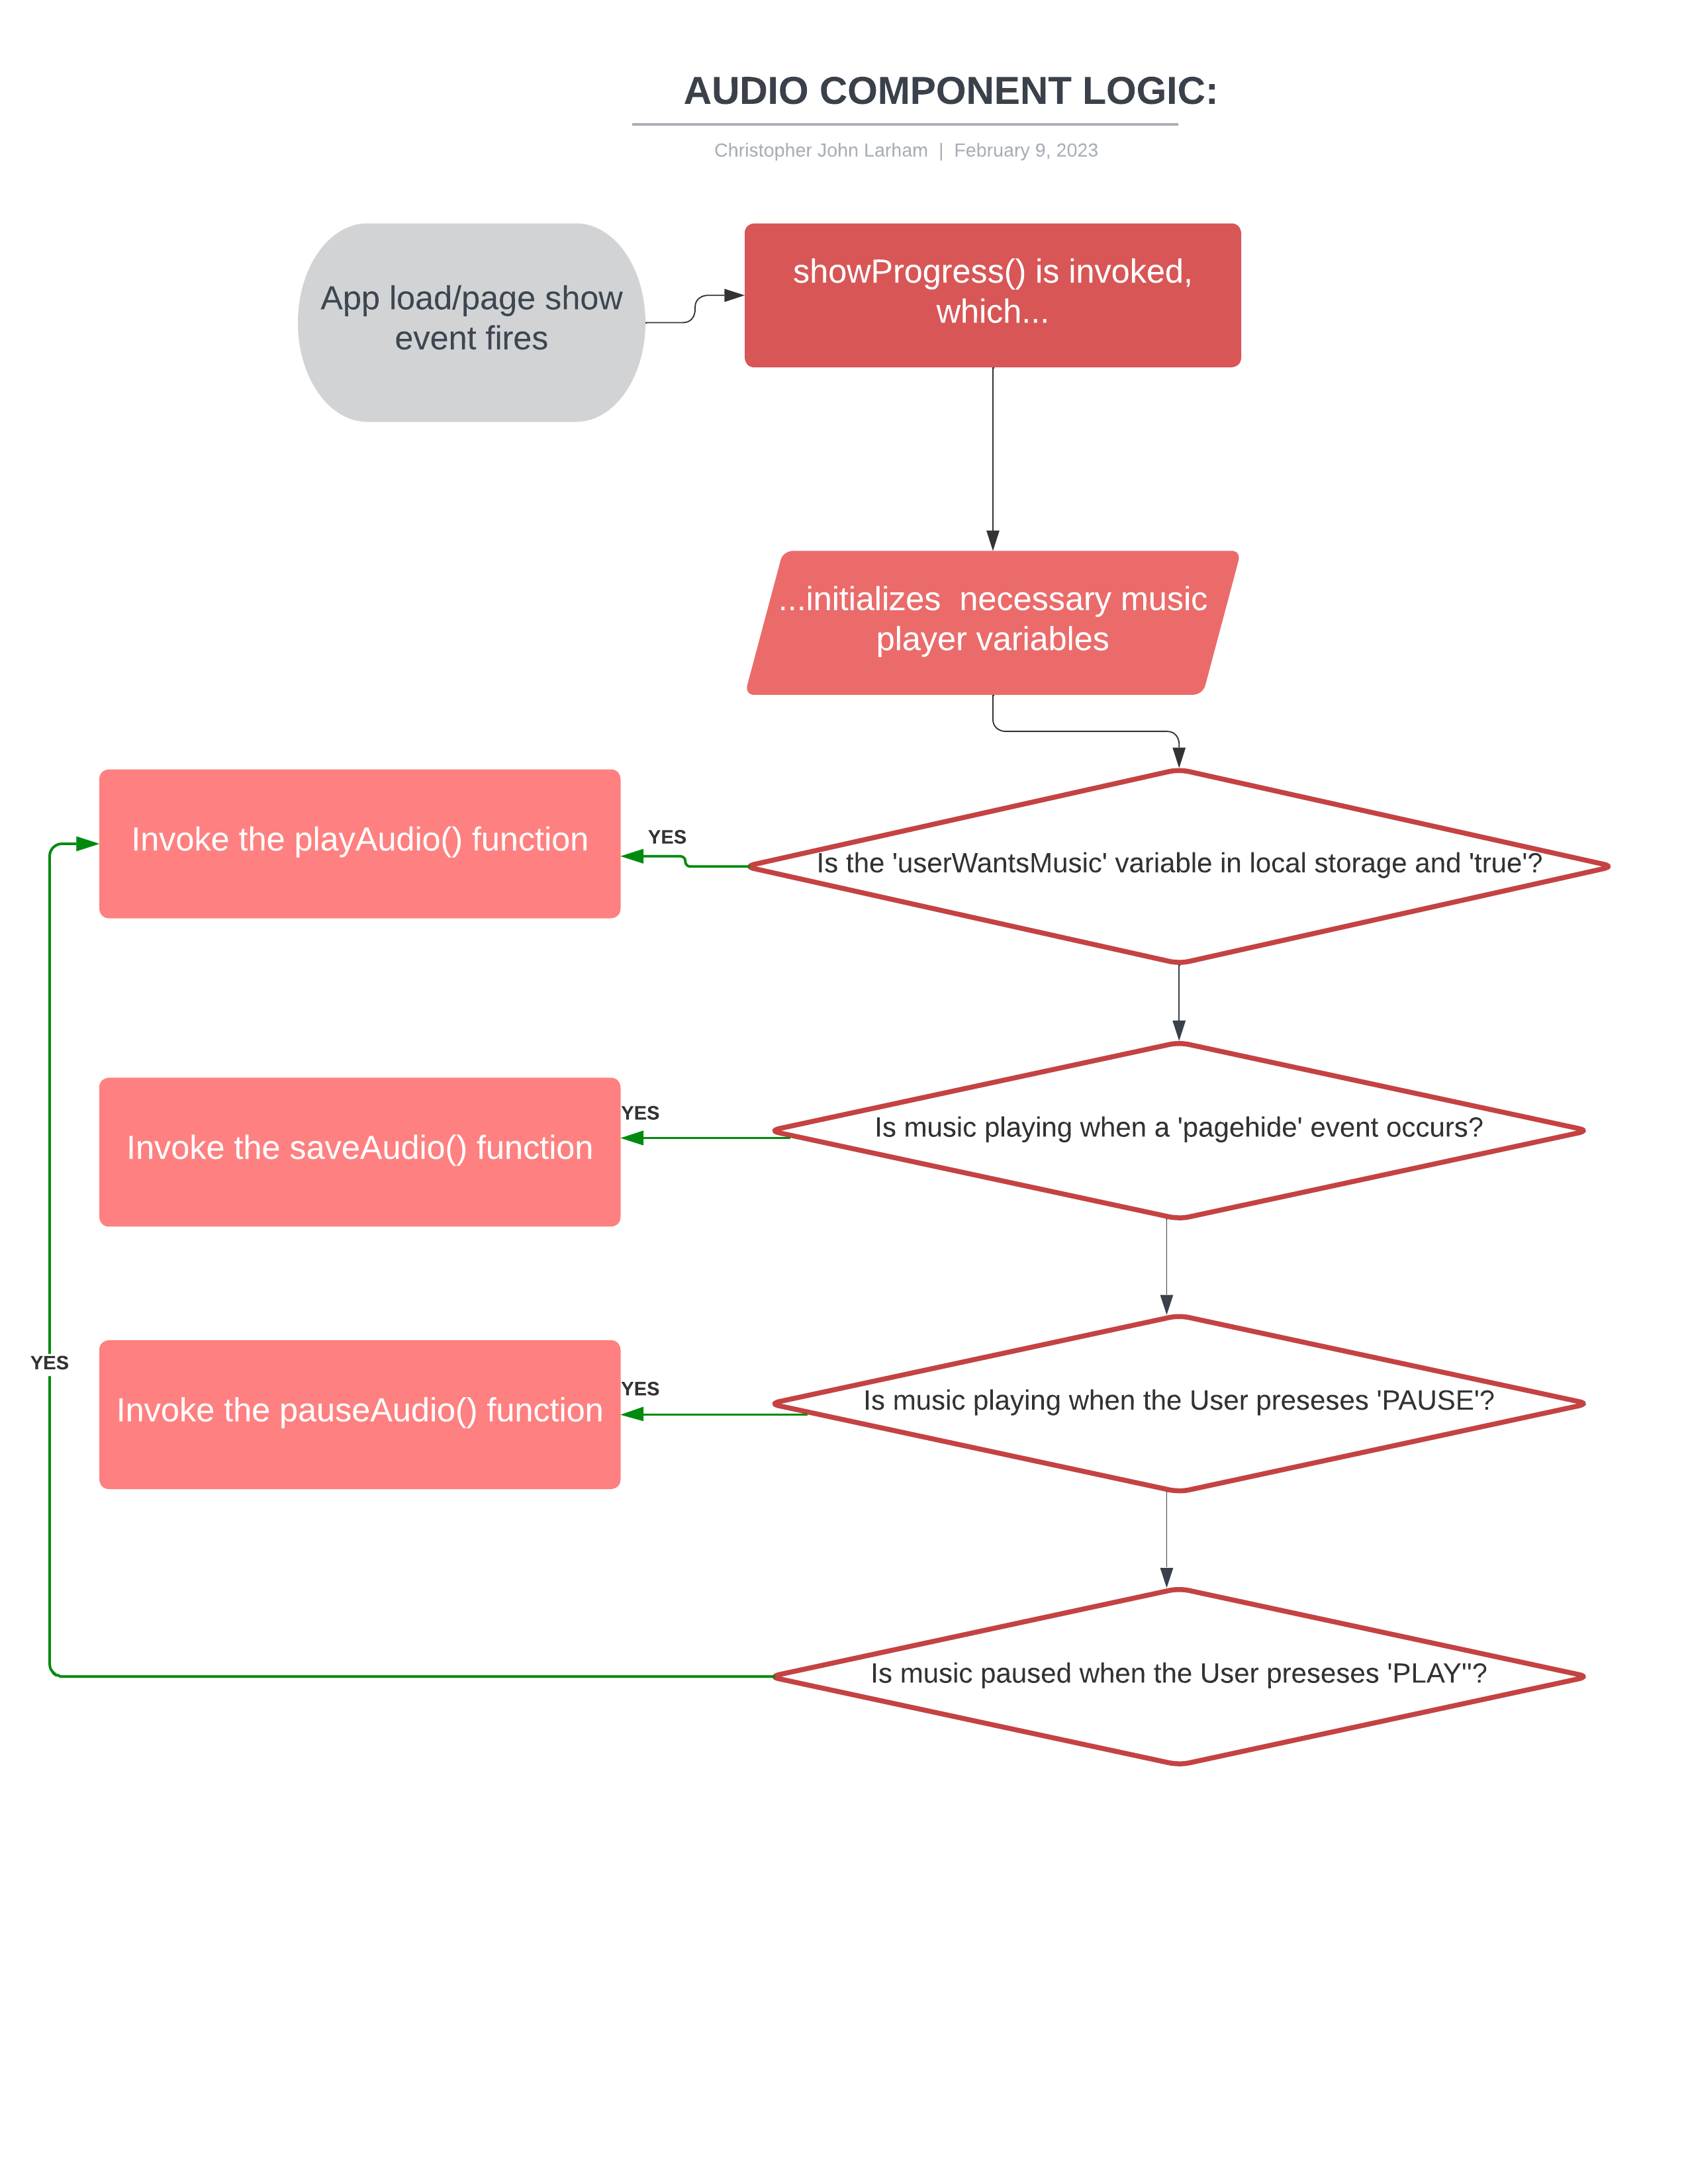 AUDIO COMPONENT LOGIC:
Christopher John Larham | February 9, 2023
App load/page show
event fires
showProgress() is invoked,
which...
...initializes  necessary music
player variables
Invoke the playAudio() function
YES
Is the 'userWantsMusic' variable in local storage and 'true'?
Invoke the saveAudio() function
YES
Is music playing when a 'pagehide' event occurs?
YES
Invoke the pauseAudio() function
YES
Is music playing when the User preseses 'PAUSE'?
Is music paused when the User preseses 'PLAY"?